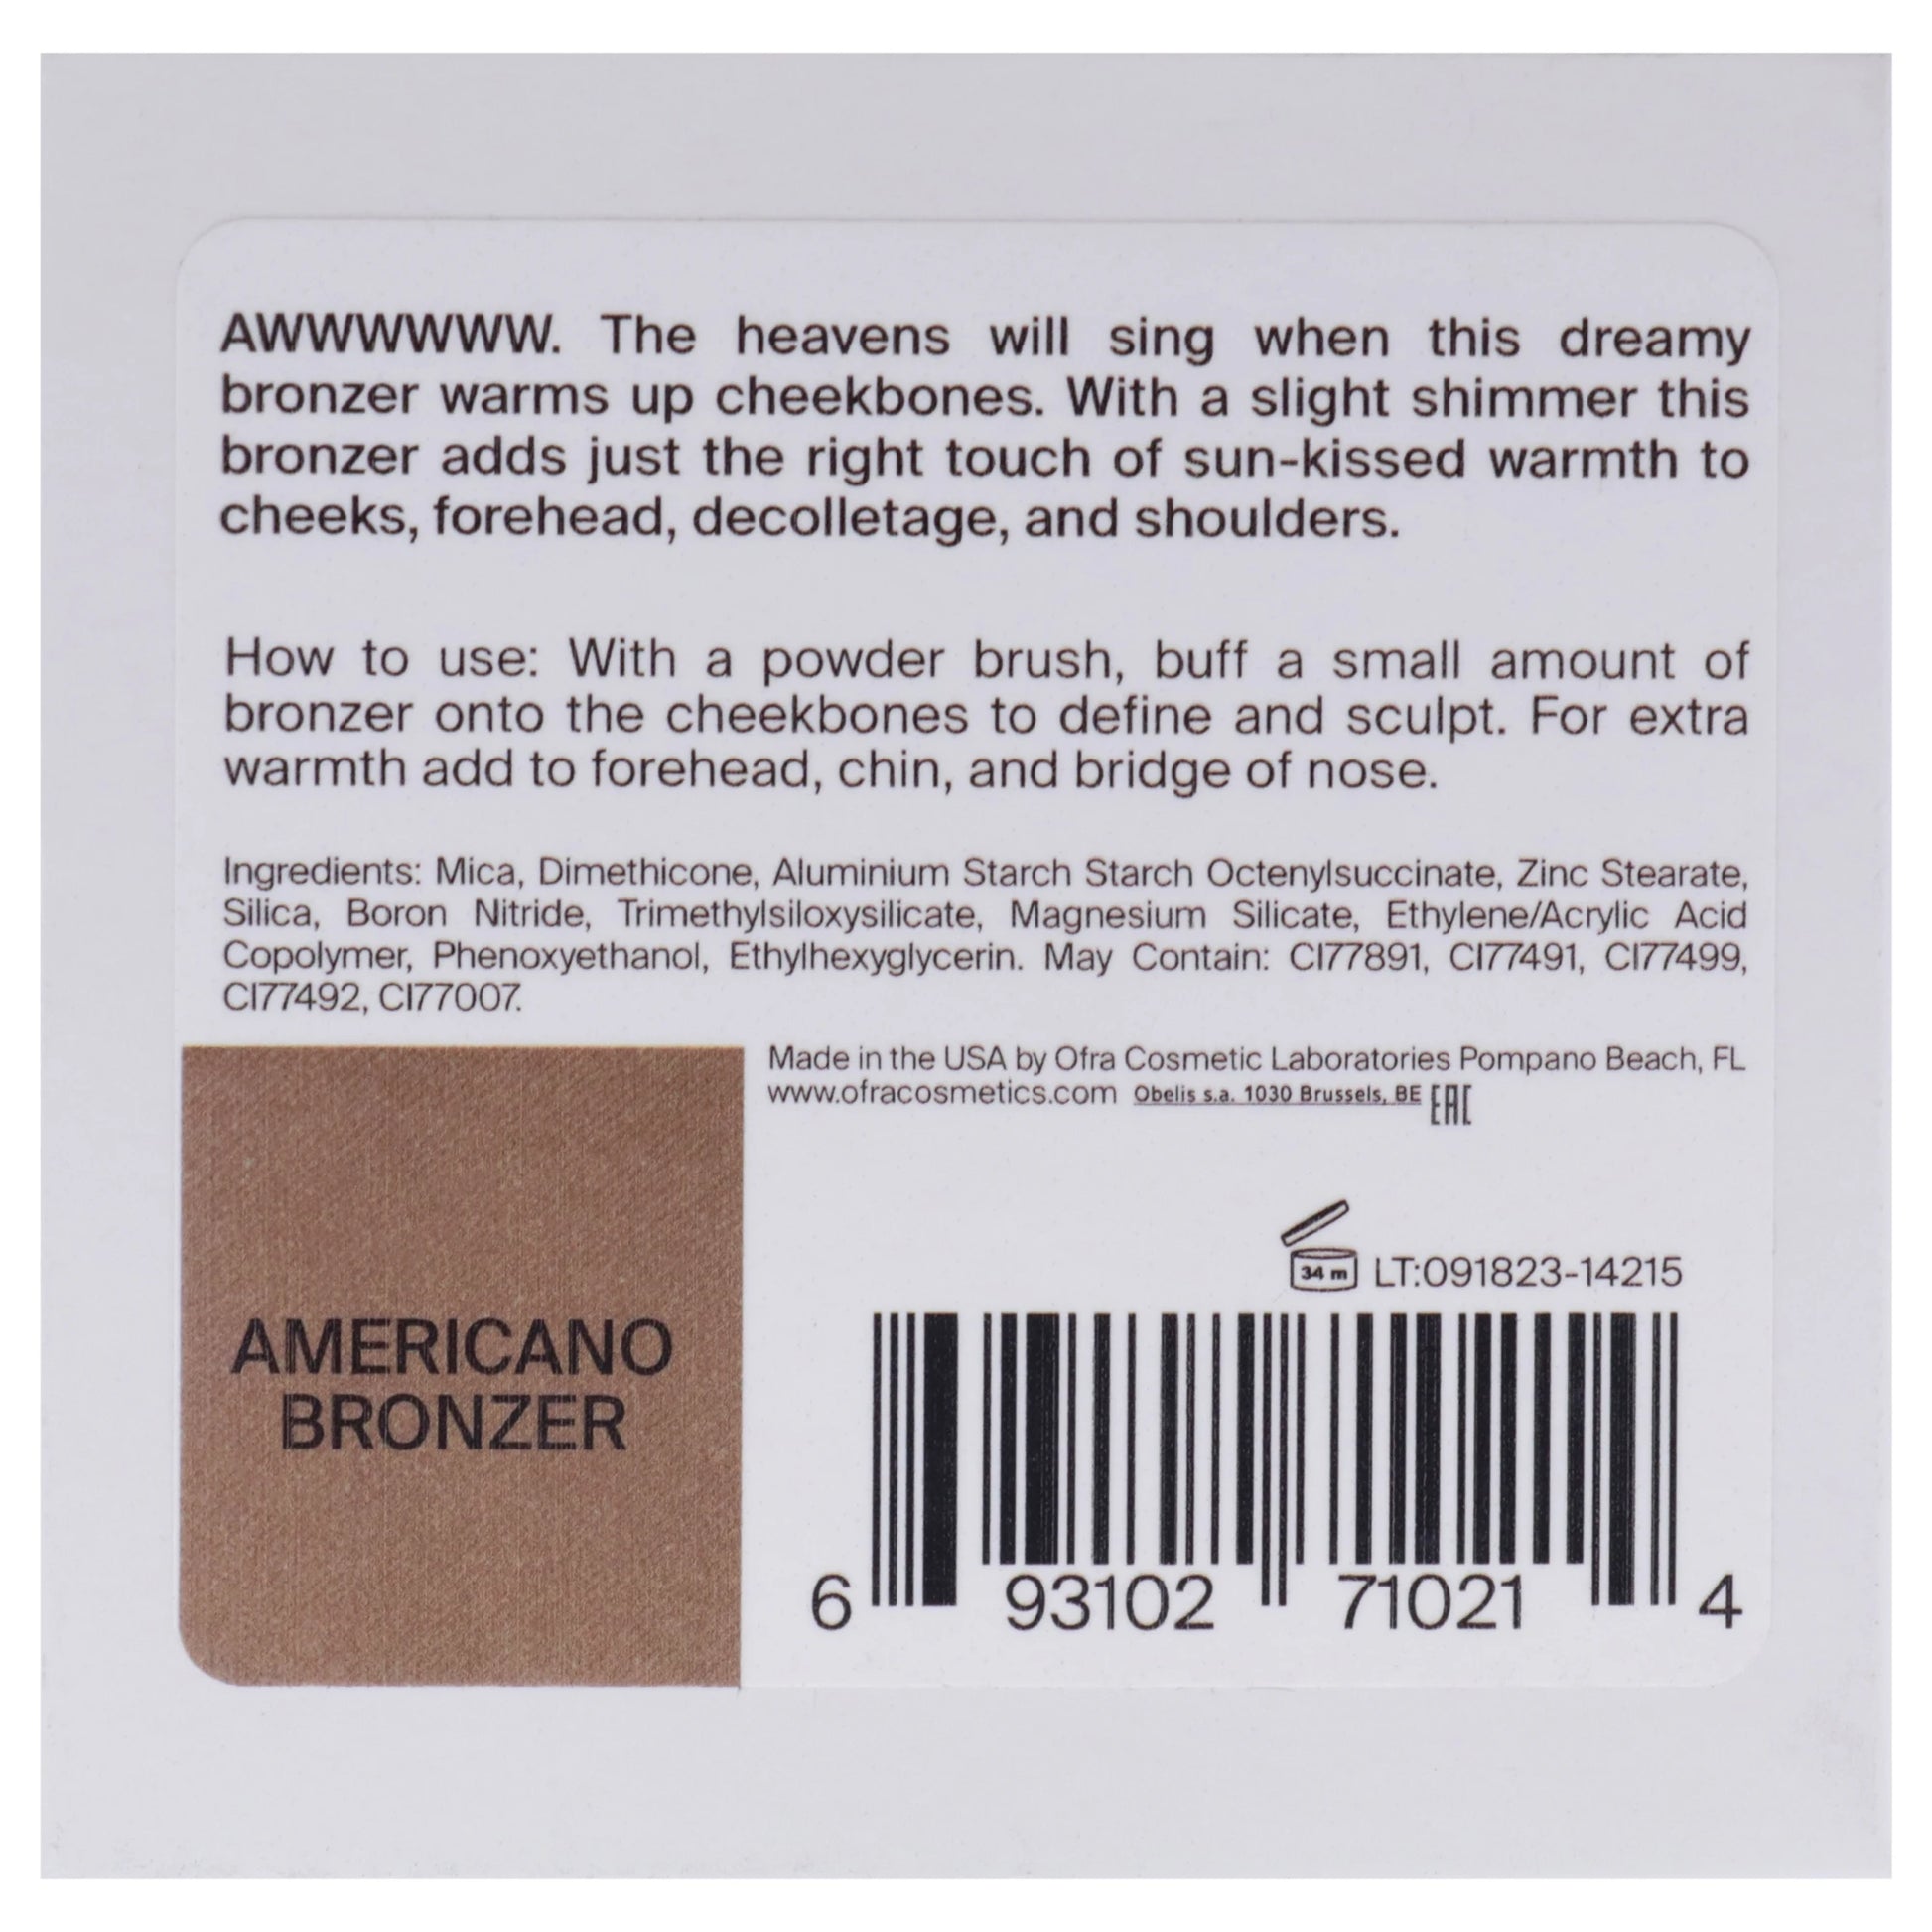 AWWWWWW. The heavens will sing when this dreamy
bronzer warms up cheekbones. With a slight shimmer this
bronzer adds just the right touch of sun-kissed warmth to
cheeks, forehead, decolletage, and shoulders.
How to use: With a powder brush, buff a small amount of
bronzer onto the cheekbones to define and sculpt. For extra
warmth add to forehead, chin, and bridge of nose.
Ingredients: Mica, Dimethicone, Aluminium Starch Starch Octenylsuccinate, Zinc Stearate,
Silica, Boron Nitride, Trimethylsiloxysilicate, Magnesium Silicate, Ethylene/Acrylic Acid
Copolymer, Phenoxyethanol, Ethylhexyglycerin. May Contain: CI77891, CI77491, CI77499,
CI77492, CI77007.
Made in the USA by Ofra Cosmetic Laboratories Pompano Beach, FL
www.ofracosmetics.com Obelis s.a. 1030 Brussels, BE EAC
34 m LT:091823-14215
AMERICANO
BRONZER
6 93102 71021 4